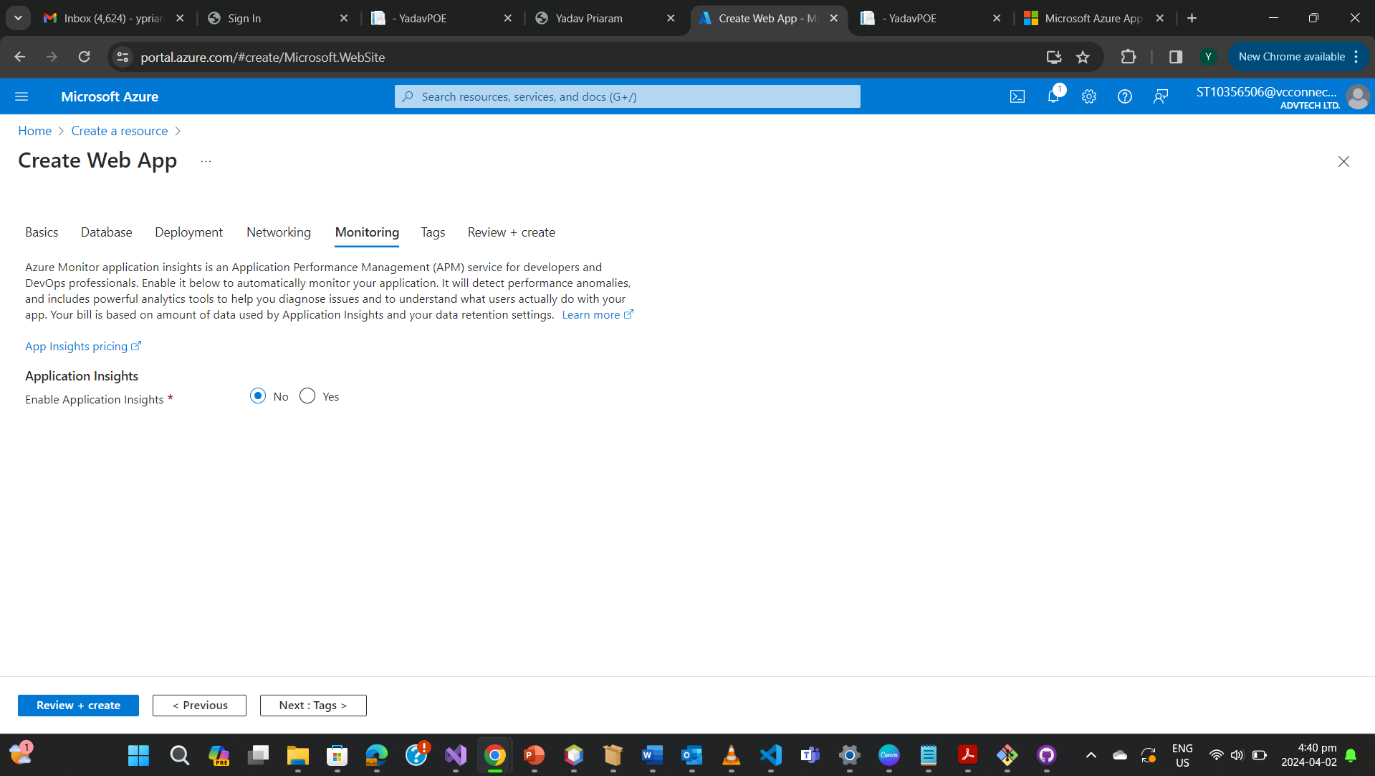 Inbox (4,624) - ypriar
Sign In
- YadavPOE
Yadav Priaram
Create Web App - M
- YadavPOE
Microsoft Azure App
portal.azure.com/#create/Microsoft.WebSite
Y
New Chrome available
Microsoft Azure
Search resources, services, and docs (G+/)
1
ST10356506@vcconnec...
ADVTECH LTD.
Home > Create a resource >
Create Web App ...
Basics Database Deployment Networking Monitoring Tags Review + create
Azure Monitor application insights is an Application Performance Management (APM) service for developers and
DevOps professionals. Enable it below to automatically monitor your application. It will detect performance anomalies,
and includes powerful analytics tools to help you diagnose issues and to understand what users actually do with your
app. Your bill is based on amount of data used by Application Insights and your data retention settings. Learn more
App Insights pricing
Application Insights
Enable Application Insights *
No Yes
Review + create
< Previous
Next : Tags >
1
PRE
ENG
US
4:40 pm
2024-04-02